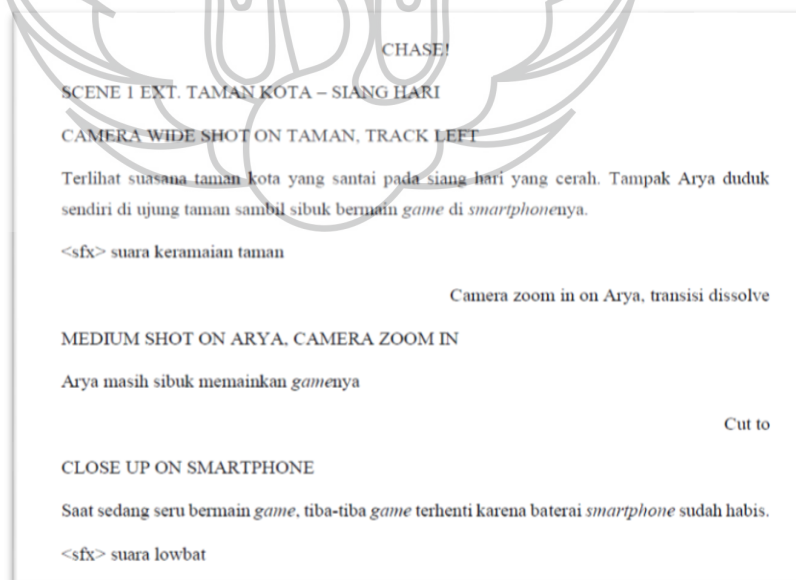 CHASE!
SCENE 1 EXT. TAMAN KOTA – SIANG HARI
CAMERA WIDE SHOT ON TAMAN, TRACK LEFT
Terlihat suasana taman kota yang santai pada siang hari yang cerah. Tampak Arya duduk
sendiri di ujung taman sambil sibuk bermain game di smartphonenya.
<sfx> suara keramaian taman
Camera zoom in on Arya, transisi dissolve
MEDIUM SHOT ON ARYA, CAMERA ZOOM IN
Arya masih sibuk memainkan gamenya
Cut to
CLOSE UP ON SMARTPHONE
Saat sedang seru bermain game, tiba-tiba game terhenti karena baterai smartphone sudah habis.
<sfx> suara lowbat